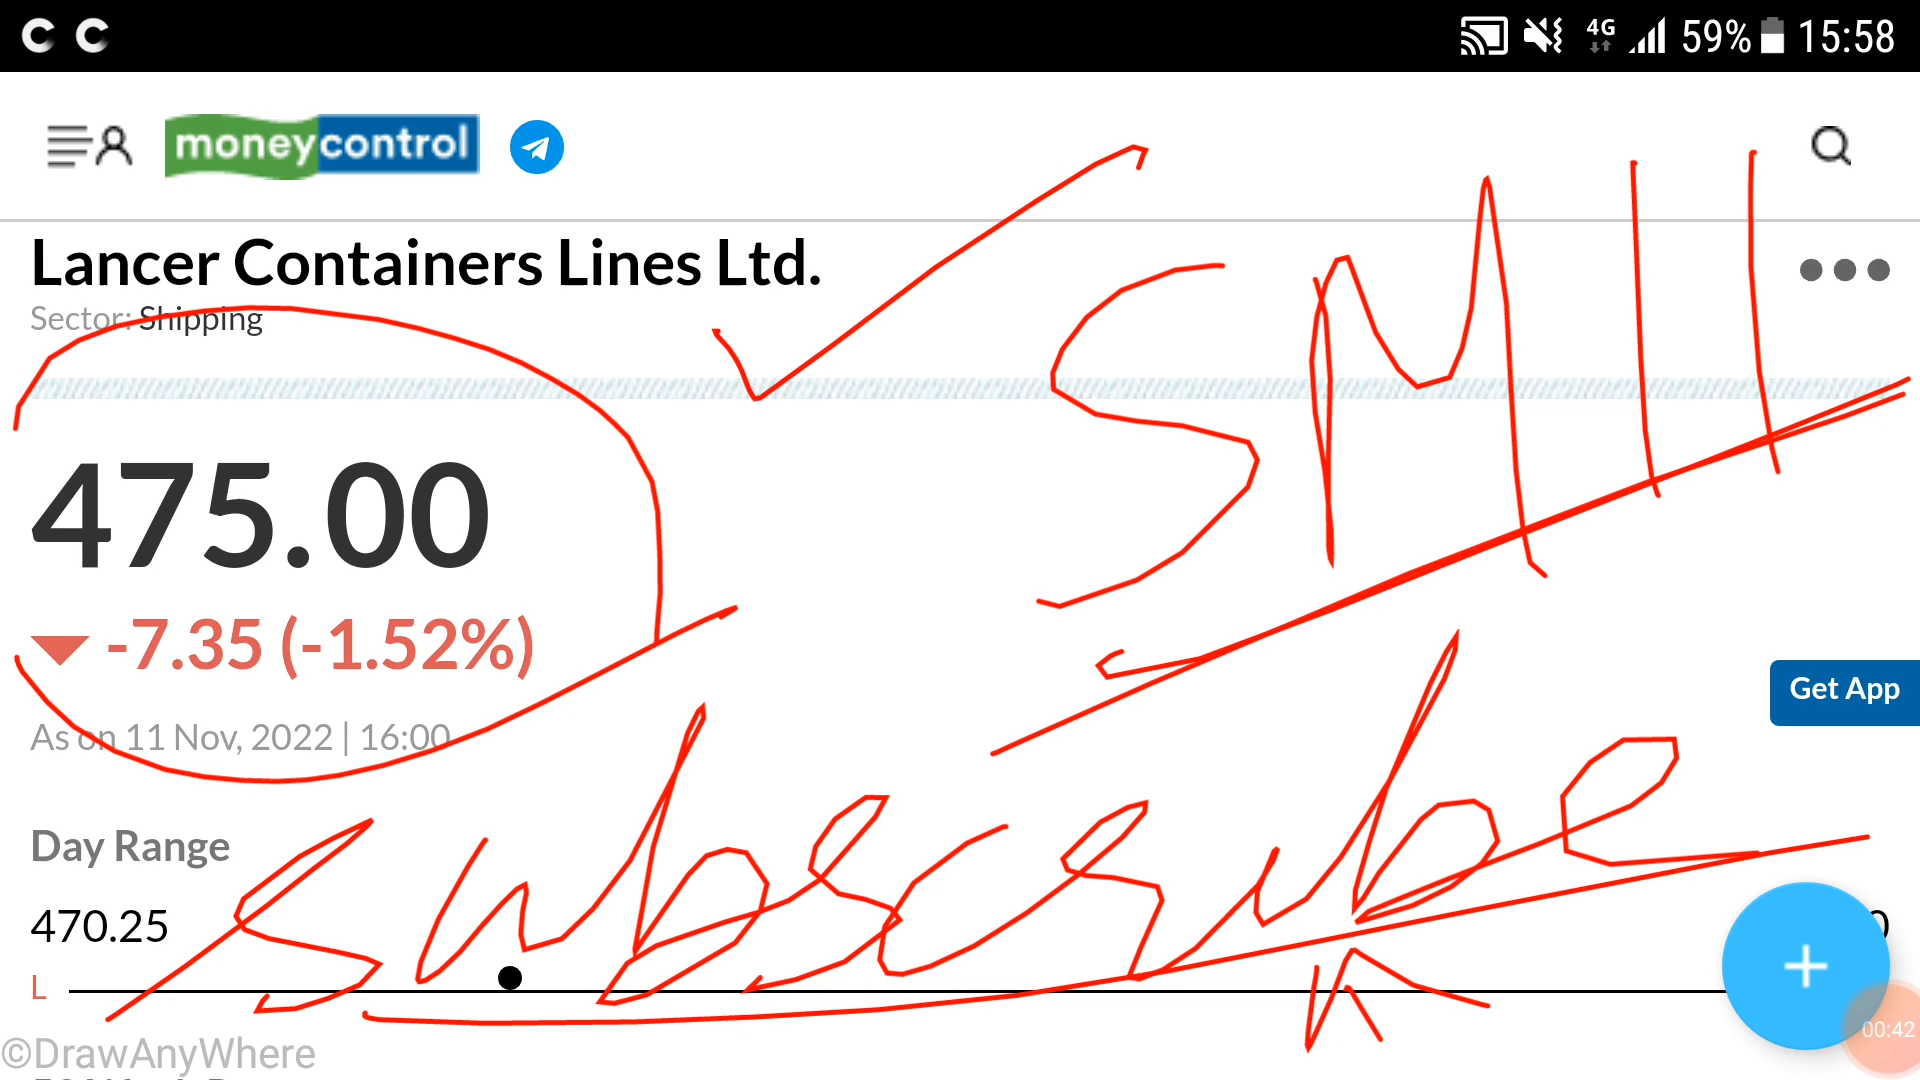 4G 59% 15:58
moneycontrol
Lancer Containers Lines Ltd.
Sector: Shipping
SMII
475.00
-7.35 (-1.52%)
Get App
As on 11 Nov, 2022 | 16:00
Subscribe
Day Range
470.25
L
00:42
©DrawAnyWhere